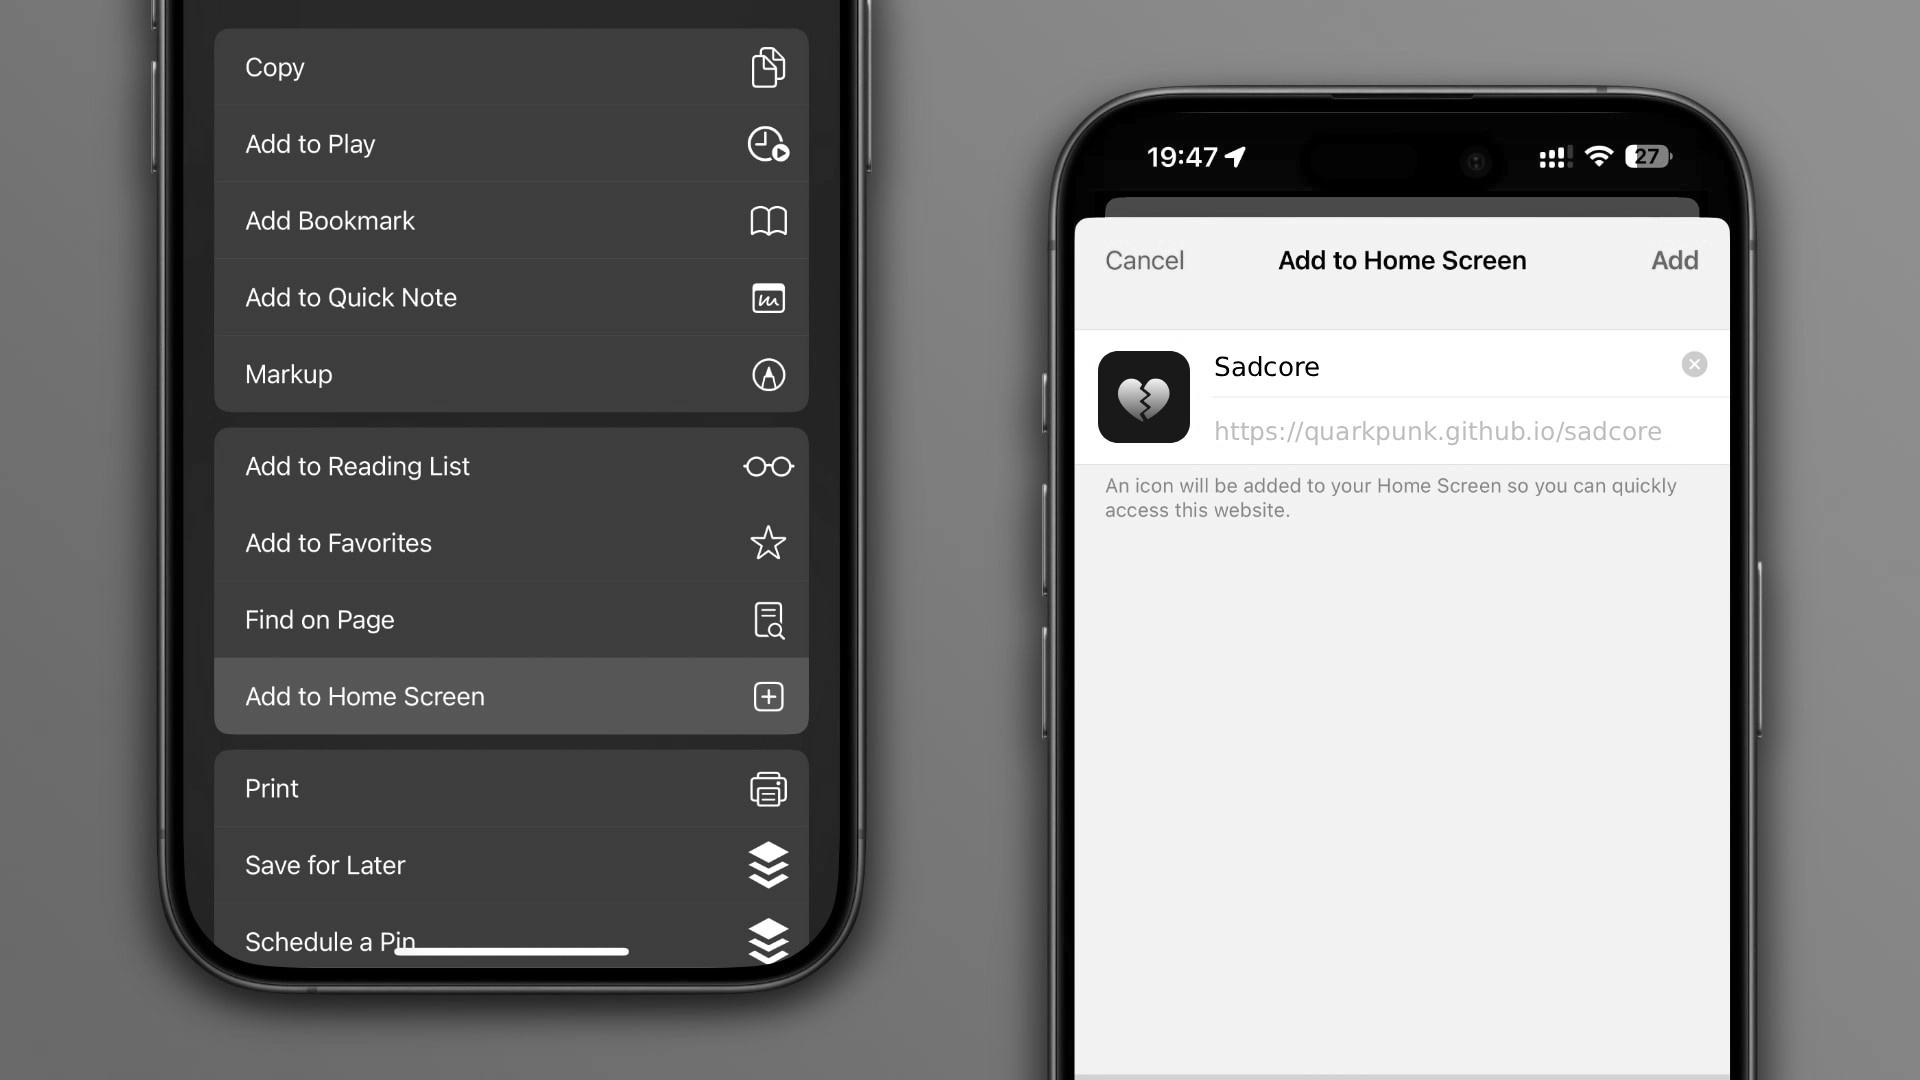 Copy
Add to Play
Add Bookmark
Add to Quick Note
Markup
Add to Reading List
Add to Favorites
Find on Page
Add to Home Screen
Print
Save for Later
Schedule a Pin
19:47
27
Cancel
Add to Home Screen
Add
Sadcore
https://quarkpunk.github.io/sadcore
An icon will be added to your Home Screen so you can quickly
access this website.